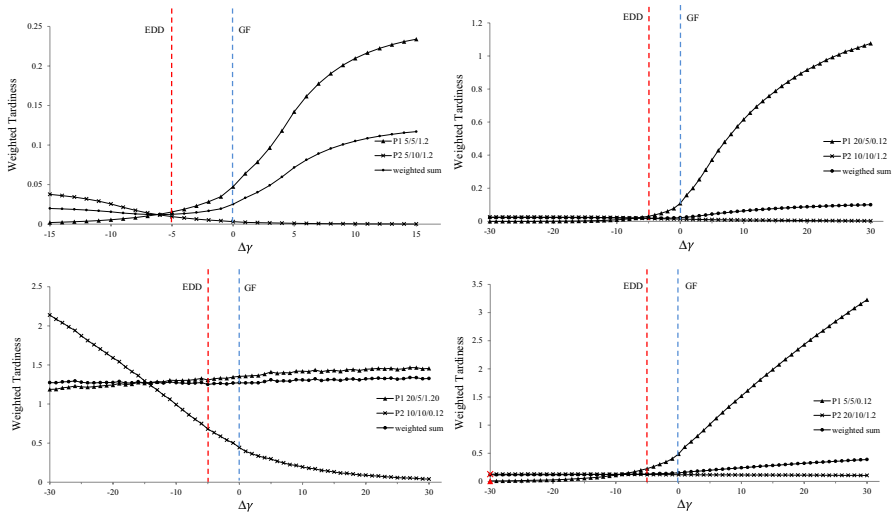 EDD
GF
0.25
0.2
0.15
0.1
0.05
0
Weighted Tardiness
-15
-10
-5
0
5
10
15
Δγ
P1 5/5/1.2
P2 5/10/1.2
weighted sum
EDD
GF
1.2
1
0.8
0.6
0.4
0.2
0
Weighted Tardiness
-30
-20
-10
0
10
20
30
Δγ
P1 20/5/0.12
P2 10/10/1.2
weigthed sum
EDD
GF
2.5
2
1.5
1
0.5
0
Weighted Tardiness
-30
-20
-10
0
10
20
30
Δγ
P1 20/5/1.20
P2 10/10/0.12
weighted sum
EDD
GF
3.5
3
2.5
2
1.5
1
0.5
0
Weighted Tardiness
-30
-20
-10
0
10
20
30
Δγ
P1 5/5/0.12
P2 20/10/1.2
weighted sum